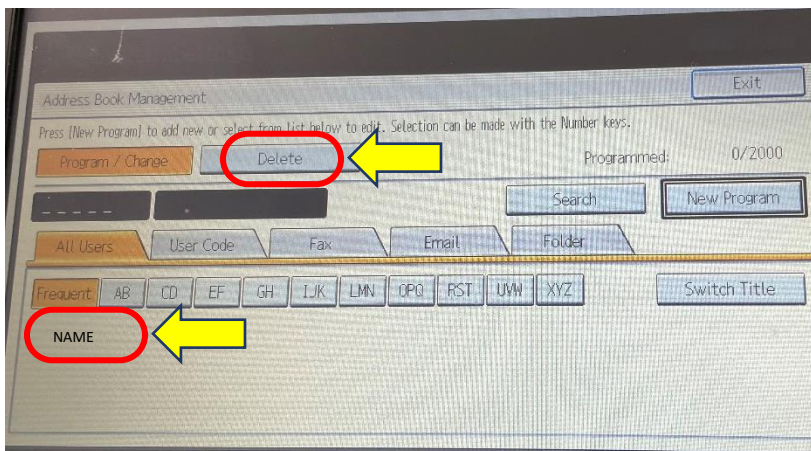 Address Book Management
Exit
Press [New Program] to add new or select from list below to edit. Selection can be made with the Number keys.
Program / Change
Delete
Programmed:
0/2000
Search
New Program
All Users
User Code
Fax
Email
Folder
Frequent
AB
CD
EF
GH
IJK
LMN
OPQ
RST
UVW
XYZ
Switch Title
NAME